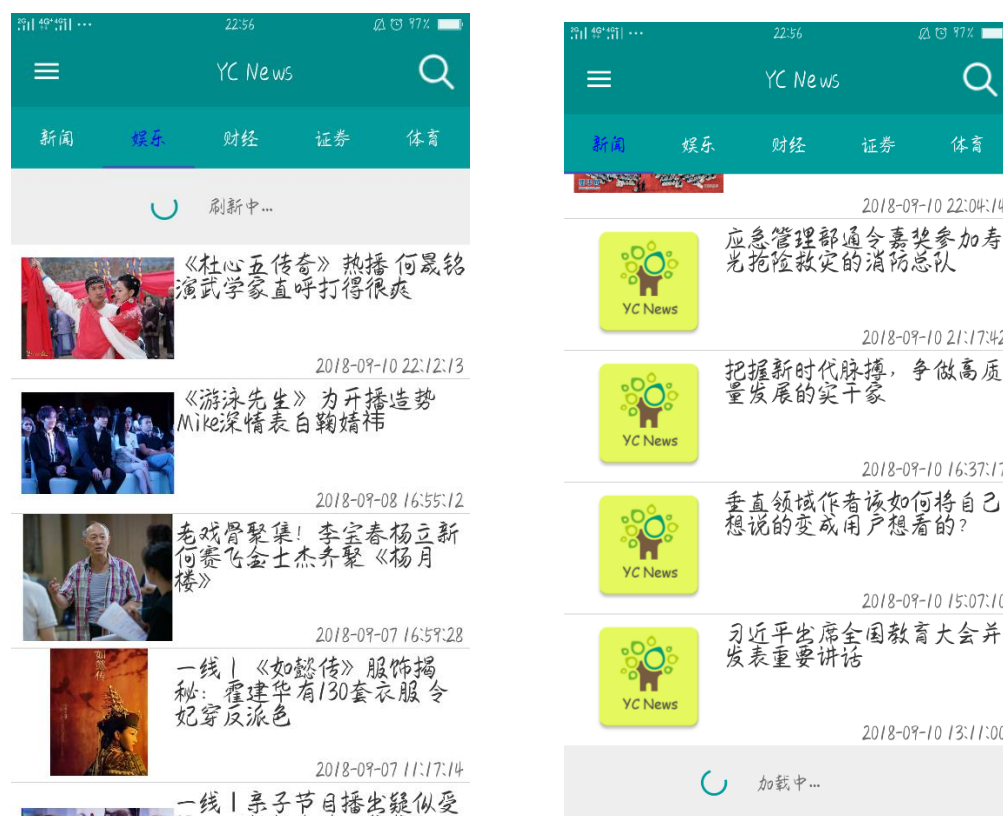 22:56
97%
YC News
新闻 娱乐 财经 证券 体育
刷新中...
《杜心五传奇》热播 何晟铭
演武学家直呼打得很爽
2018-09-10 22:12:13
《游泳先生》为开播造势
Mike深情表白鞠婧祎
2018-09-08 16:55:12
老戏骨聚集！李宝春杨立新
何赛飞金士杰齐聚《杨月
楼》
2018-09-07 16:59:28
如懿传
一线丨《如懿传》服饰揭
秘：霍建华有130套衣服 令
妃穿反派色
2018-09-07 11:17:14
一线丨亲子节目播出疑似受
22:56
97%
YC News
新闻 娱乐 财经 证券 体育
2018-09-10 22:04:14
应急管理部通令嘉奖参加寿
光抢险救灾的消防总队
YC News
2018-09-10 21:17:42
把握新时代脉搏，争做高质
量发展的实干家
YC News
2018-09-10 16:37:17
垂直领域作者该如何将自己
想说的变成用户想看的？
YC News
2018-09-10 15:07:10
习近平出席全国教育大会并
发表重要讲话
YC News
2018-09-10 13:11:00
加载中...